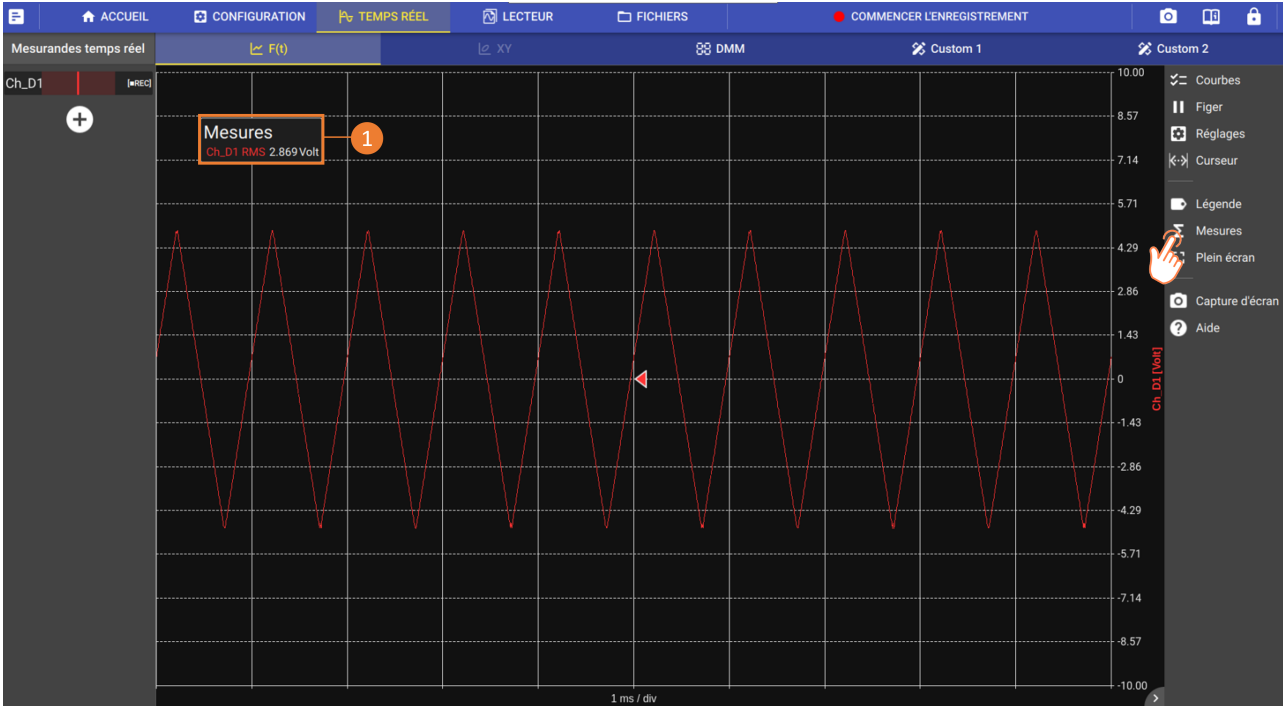 ACCUEIL CONFIGURATION TEMPS RÉEL LECTEUR FICHIERS COMMENCER L'ENREGISTREMENT
Mesurandes temps réel F(t) XY DMM Custom 1 Custom 2
Ch_D1 [■REC]
Mesures
Ch_D1 RMS 2.869 Volt
1
10.00
8.57
7.14
5.71
4.29
2.86
1.43
0
-1.43
-2.86
-4.29
-5.71
-7.14
-8.57
-10.00
Ch_D1 [Volt]
1 ms / div
Courbes
Figer
Réglages
Curseur
Légende
Mesures
Plein écran
Capture d'écran
Aide